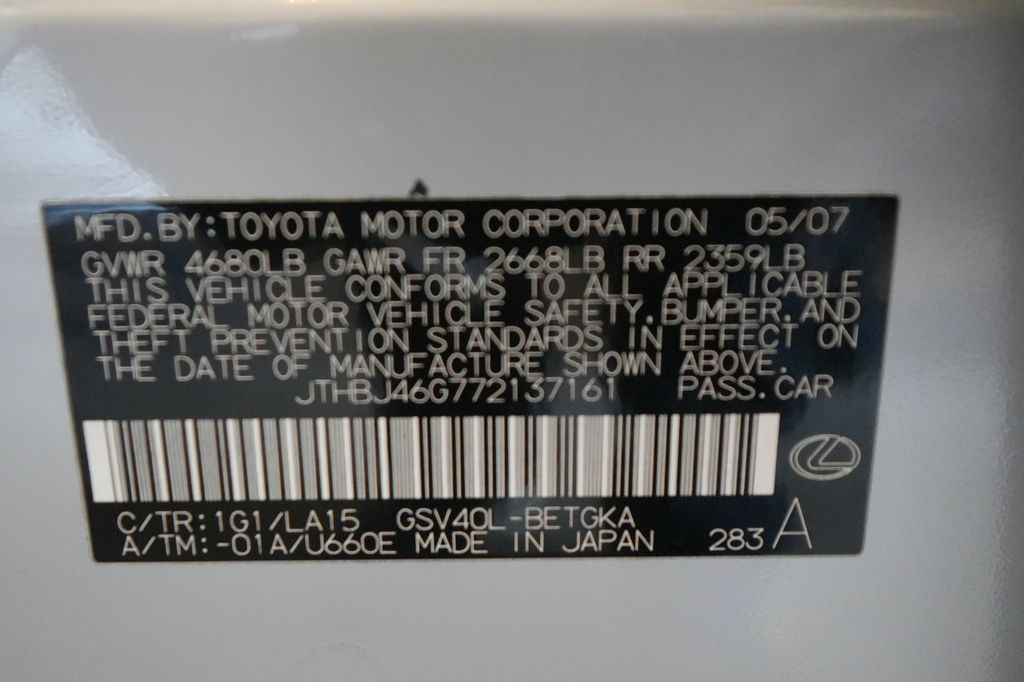 MFD.BY:TOYOTA MOTOR CORPORATION 05/07
GVWR 4680LB GAWR FR 2668LB RR 2359LB
THIS VEHICLE CONFORMS TO ALL APPLICABLE
FEDERAL MOTOR VEHICLE SAFETY,BUMPER,AND
THEFT PREVENTION STANDARDS IN EFFECT ON
THE DATE OF MANUFACTURE SHOWN ABOVE.
JTHBJ46G772137161 PASS.CAR
C/TR:1G1/LA15 GSV40L-BETGKA
A/TM:-01A/U660E MADE IN JAPAN 283 A